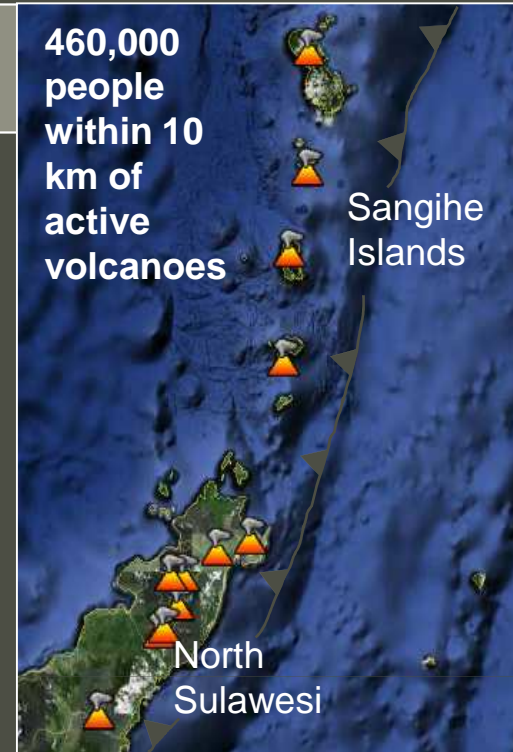 460,000
people
within 10
km of
active
volcanoes
Sangihe
Islands
North
Sulawesi